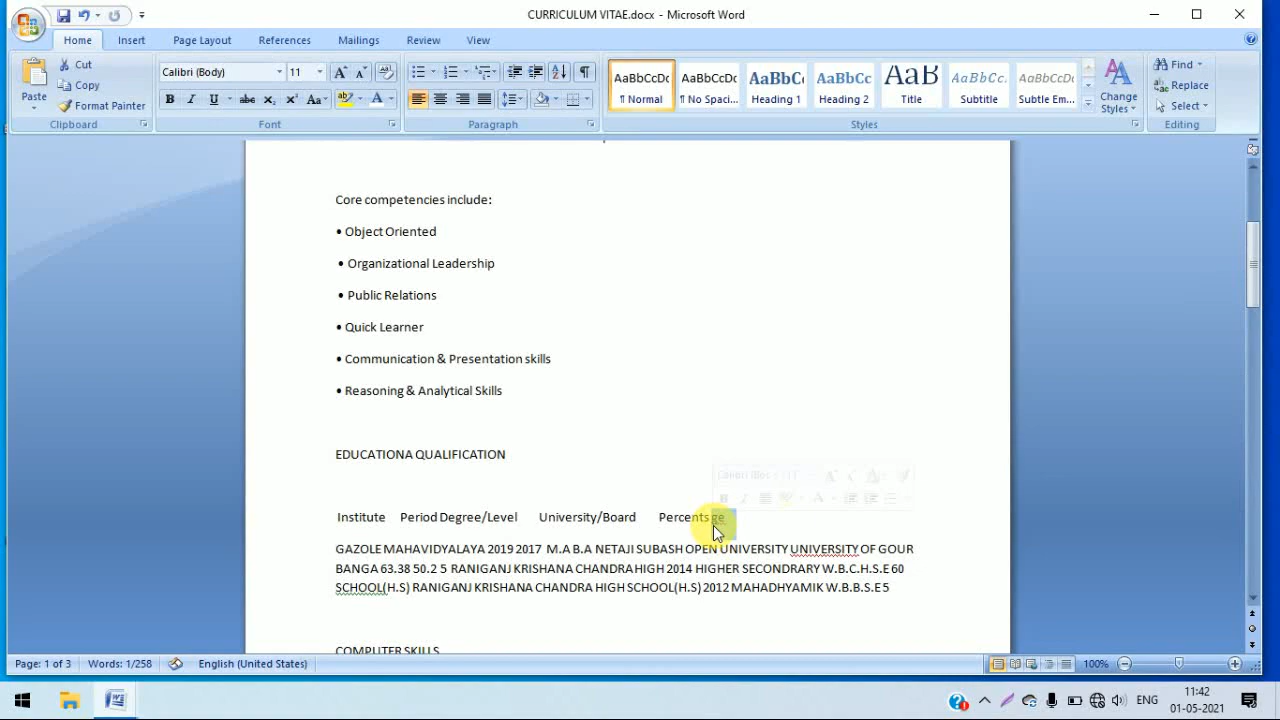 CURRICULUM VITAE.docx - Microsoft Word
Home Insert Page Layout References Mailings Review View
Paste Cut Copy Format Painter Clipboard
Calibri (Body) 11 Font
Paragraph
AaBbCcDc AaBbCcDc AaBbC AaBbCc AaB AaBbCc. AaBbCcDc
¶ Normal ¶ No Spaci... Heading 1 Heading 2 Title Subtitle Subtle Em...
Change Styles Styles
Find Replace Select Editing
Core competencies include:
• Object Oriented
• Organizational Leadership
• Public Relations
• Quick Learner
• Communication & Presentation skills
• Reasoning & Analytical Skills
EDUCATIONA QUALIFICATION
Institute Period Degree/Level University/Board Percents ge
GAZOLE MAHAVIDYALAYA 2019 2017 M.A B.A NETAJI SUBASH OPEN UNIVERSITY UNIVERSITY OF GOUR
BANGA 63.38 50.2 5 RANIGANJ KRISHANA CHANDRA HIGH 2014 HIGHER SECONDRARY W.B.C.H.S.E 60
SCHOOL(H.S) RANIGANJ KRISHANA CHANDRA HIGH SCHOOL(H.S) 2012 MAHADHYAMIK W.B.B.S.E 5
COMPUTER SKILLS
Page: 1 of 3 Words: 1/258 English (United States) 100%
ENG 11:42
01-05-2021